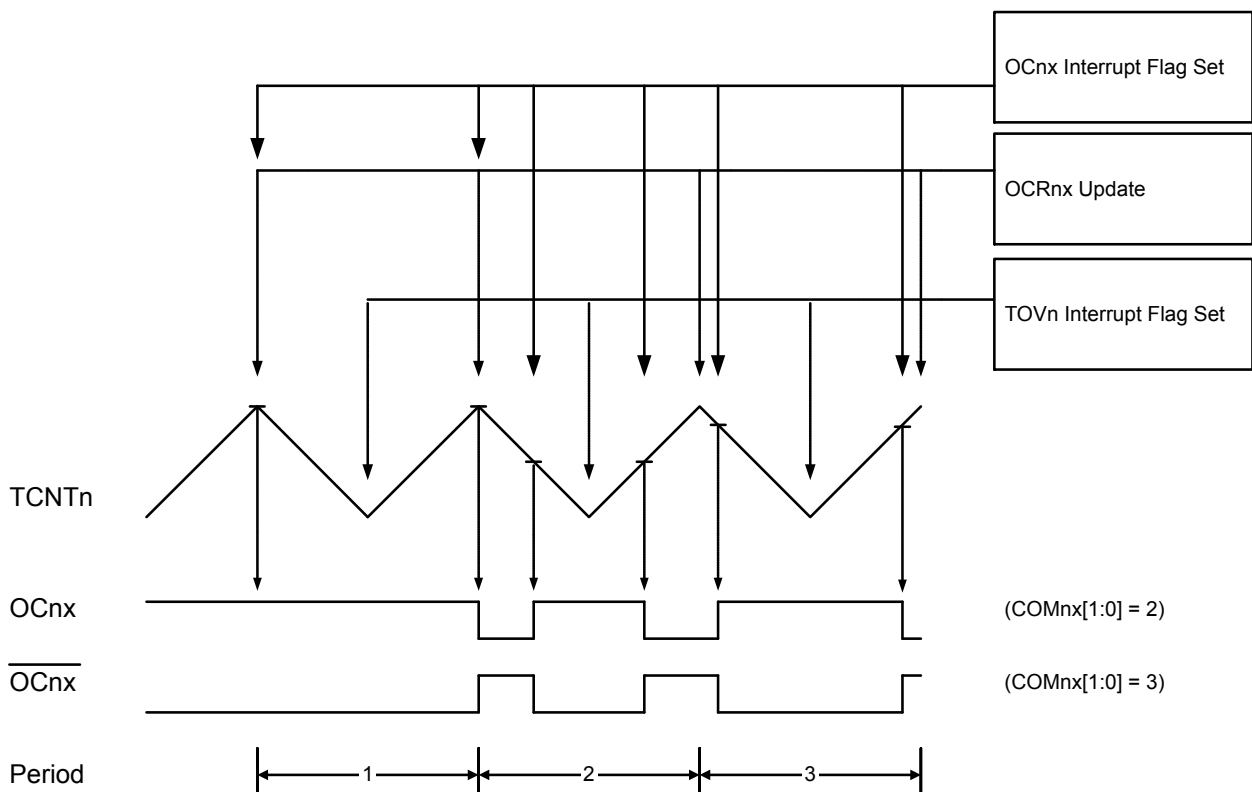 OCnx Interrupt Flag Set
OCRnx Update
TOVn Interrupt Flag Set
TCNTn
OCnx
(COMnx[1:0] = 2)
OCnx
(COMnx[1:0] = 3)
Period
1
2
3